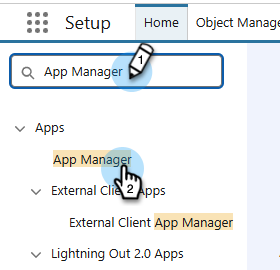 Setup
Home
Object Manager
App Manager
1
Apps
App Manager
2
External Client Apps
External Client App Manager
Lightning Out 2.0 Apps